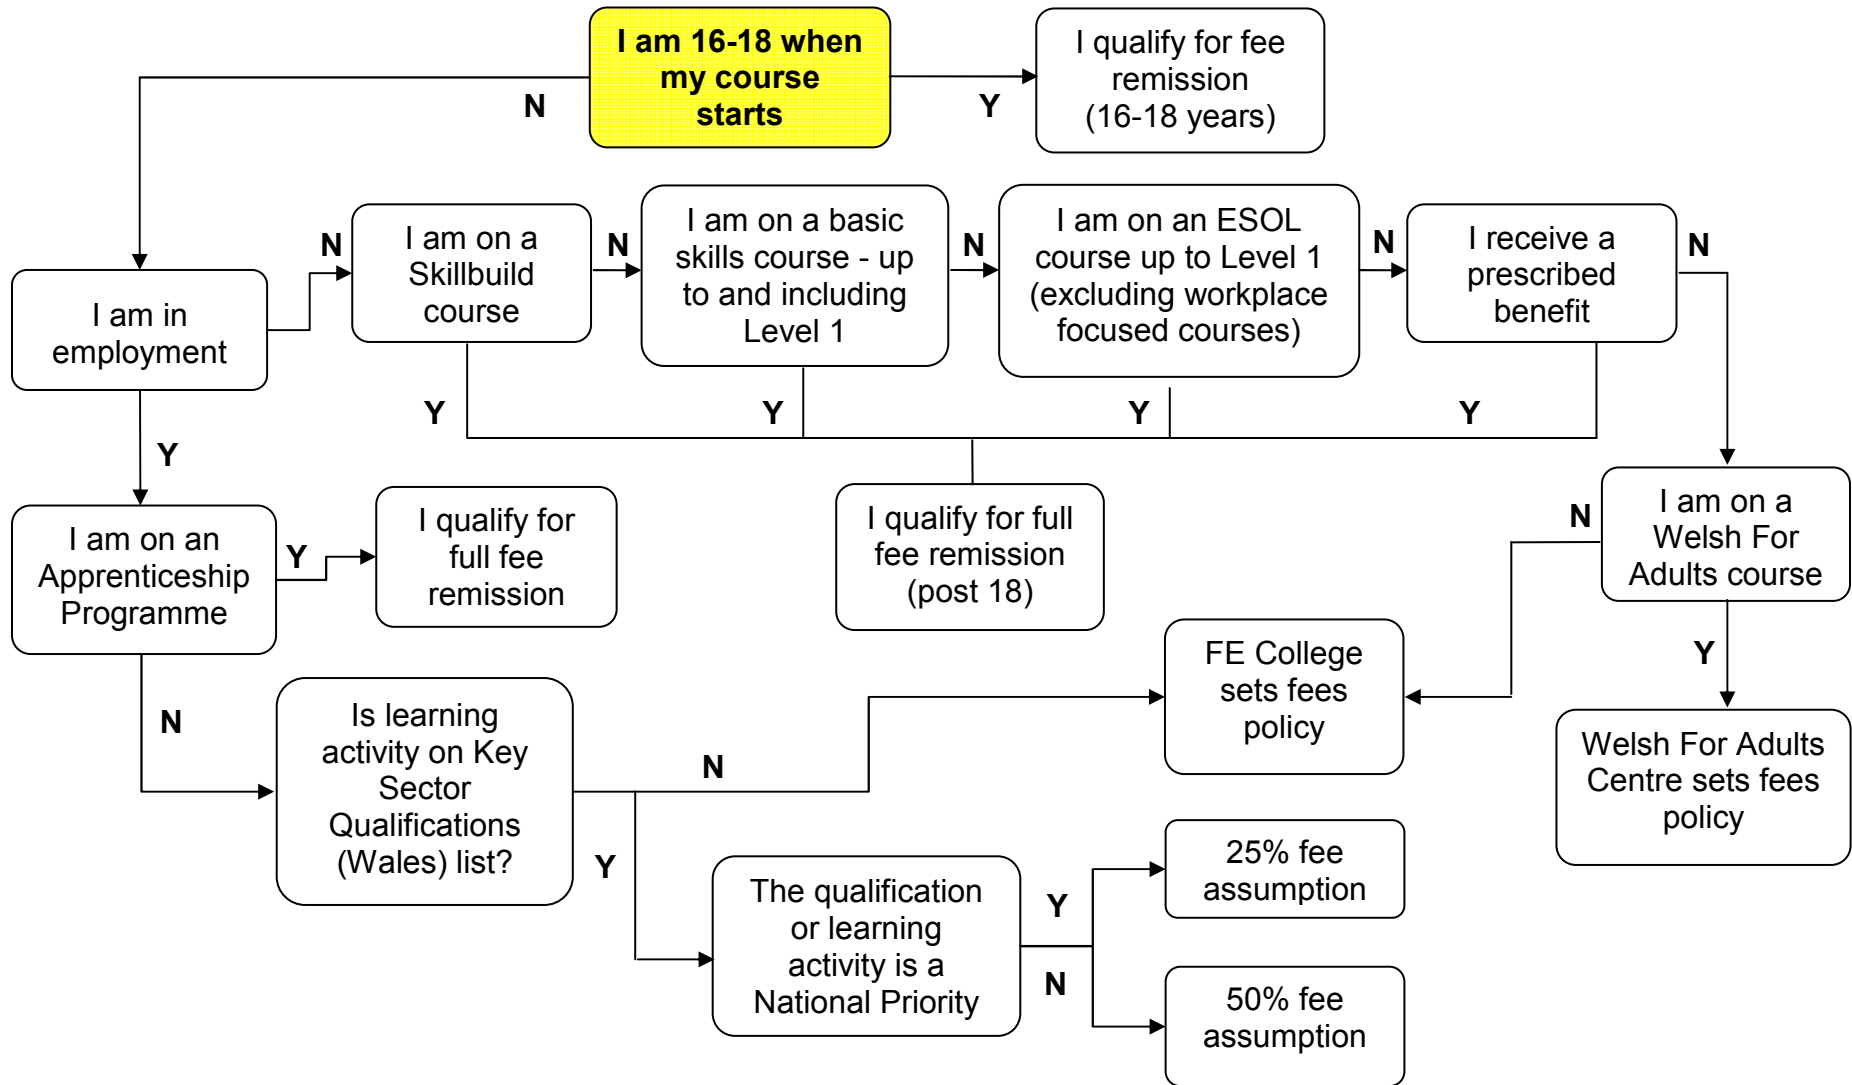 I am 16-18 when
my course
starts
I qualify for fee
remission
(16-18 years)
N
Y
I am in
employment
N
I am on a
Skillbuild
course
N
I am on a basic
skills course - up
to and including
Level 1
N
I am on an ESOL
course up to Level 1
(excluding workplace
focused courses)
N
I receive a
prescribed
benefit
N
Y
Y
Y
Y
Y
I am on an
Apprenticeship
Programme
Y
I qualify for
full fee
remission
I qualify for full
fee remission
(post 18)
N
I am on a
Welsh For
Adults course
Y
N
Is learning
activity on Key
Sector
Qualifications
(Wales) list?
N
Y
FE College
sets fees
policy
Welsh For Adults
Centre sets fees
policy
The qualification
or learning
activity is a
National Priority
Y
N
25% fee
assumption
50% fee
assumption